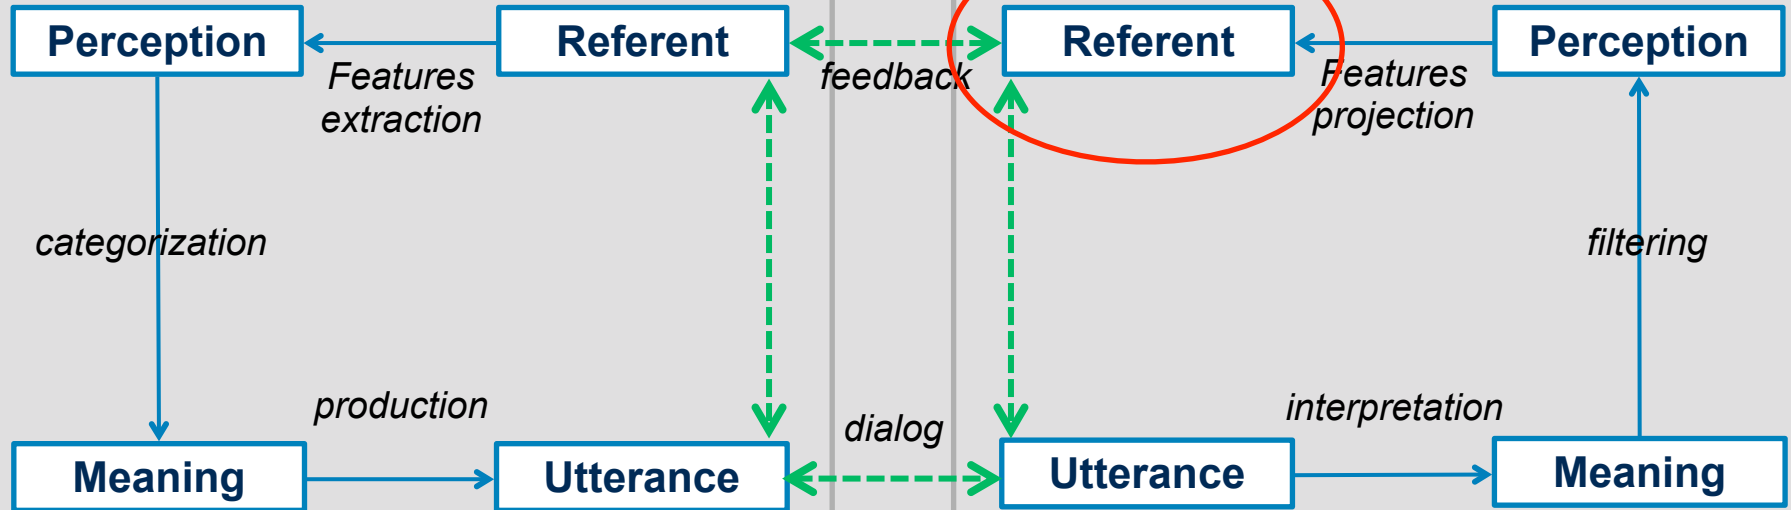 Perception
Referent
Referent
Perception
Features
extraction
feedback
Features
projection
categorization
filtering
production
dialog
interpretation
Meaning
Utterance
Utterance
Meaning